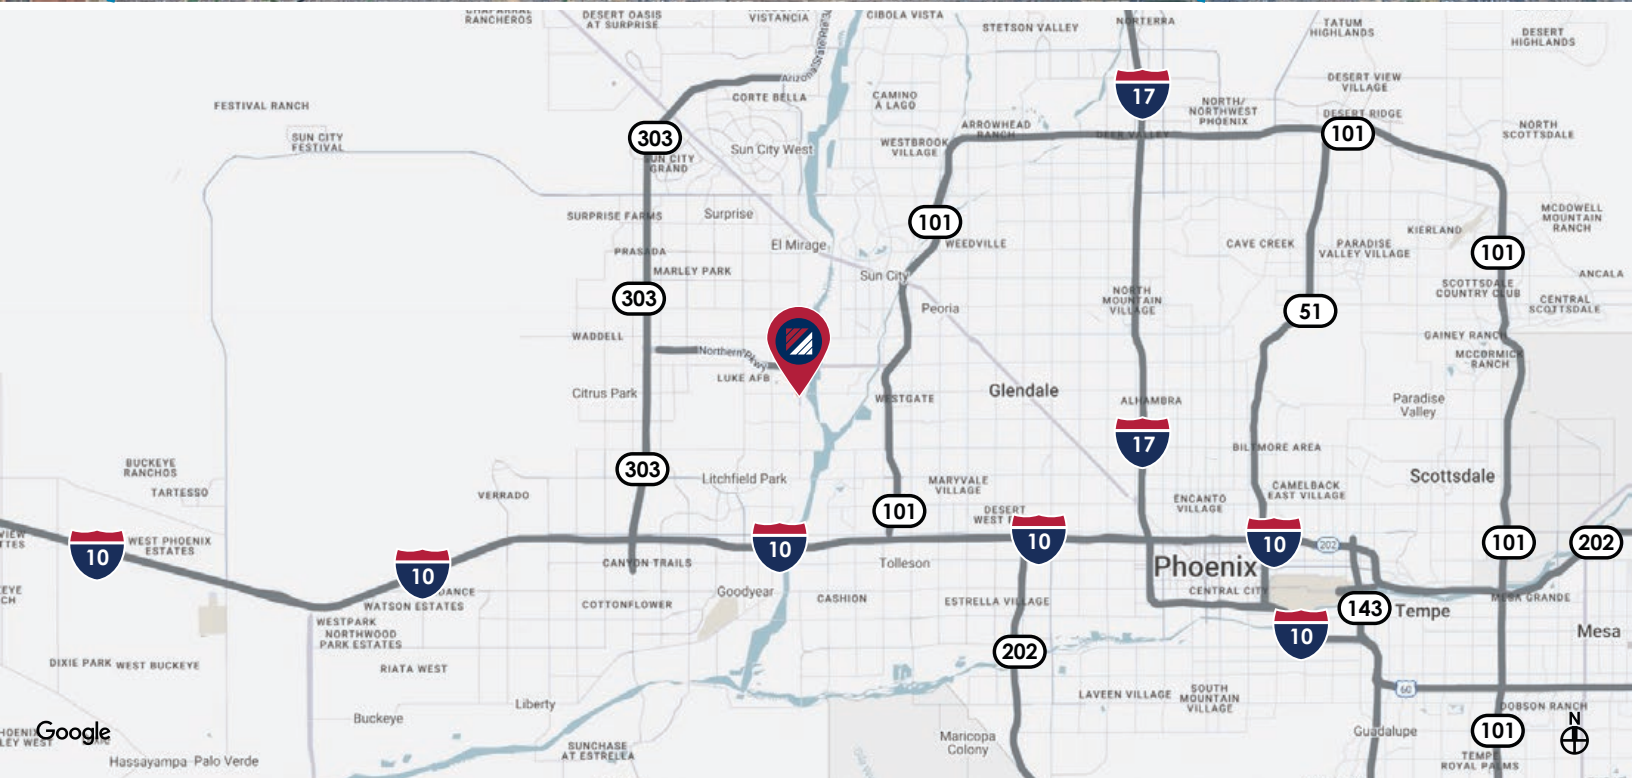 RANCHEROS
DESERT OASIS
AT SURPRISE
VISTANCIA
CIBOLA VISTA
STETSON VALLEY
NORTERRA
TATUM
HIGHLANDS
DESERT
HIGHLANDS
FESTIVAL RANCH
SUN CITY
FESTIVAL
CORTE BELLA
CAMINO
Á LAGO
17
NORTH/
NORTHWEST
PHOENIX
DESERT VIEW
VILLAGE
DESERT RIDGE
303
SUN CITY
GRAND
Sun City West
WESTBROOK
VILLAGE
ARROWHEAD
RANCH
DEER VALLEY
101
NORTH
SCOTTSDALE
SURPRISE FARMS
Surprise
El Mirage
101
WEEDVILLE
CAVE CREEK
PARADISE
VALLEY VILLAGE
KIERLAND
MCDOWELL
MOUNTAIN
RANCH
101
PRASADA
MARLEY PARK
Sun City
303
Peoria
NORTH
MOUNTAIN
VILLAGE
51
SCOTTSDALE
COUNTRY CLUB
ANCALA
CENTRAL
SCOTTSDALE
WADDELL
Northern Pkwy
LUKE AFB
GAINEY RANCH
MCCORMICK
RANCH
Citrus Park
WESTGATE
Glendale
ALHAMBRA
Paradise
Valley
17
BUCKEYE
RANCHOS
TARTESSO
303
Litchfield Park
VERRADO
MARYVALE
VILLAGE
BILTMORE AREA
CAMELBACK
EAST VILLAGE
Scottsdale
ENCANTO
VILLAGE
101
DESERT
WEST
10
WEST PHOENIX
ESTATES
10
10
10
10
202
101
202
CANYON TRAILS
Tolleson
Phoenix
CENTRAL CITY
WATSON ESTATES
COTTONFLOWER
Goodyear
CASHION
ESTRELLA VILLAGE
143
Tempe
MESA GRANDE
Mesa
WESTPARK
NORTHWOOD
PARK ESTATES
10
DIXIE PARK
WEST BUCKEYE
RIATA WEST
202
LAVEEN VILLAGE
SOUTH
MOUNTAIN
VILLAGE
60
DOBSON RANCH
Liberty
Buckeye
Google
SUNCHASE
AT ESTRELLA
Maricopa
Colony
Guadalupe
101
N
Hassayampa
Palo Verde
TEMPE
ROYAL PALMS